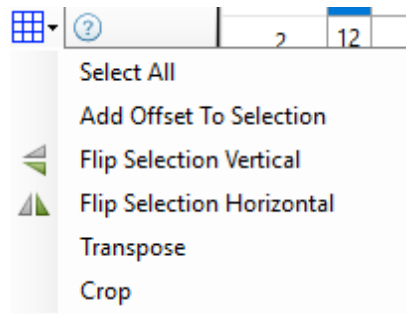 2 12
Select All
Add Offset To Selection
Flip Selection Vertical
Flip Selection Horizontal
Transpose
Crop